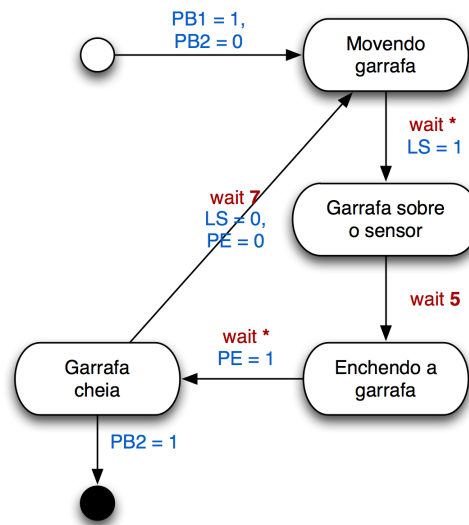 PB1 = 1,
PB2 = 0
Movendo
garrafa
wait *
LS = 1
wait 7
LS = 0,
PE = 0
Garrafa sobre
o sensor
wait 5
wait *
PE = 1
Garrafa
cheia
Enchendo a
garrafa
PB2 = 1